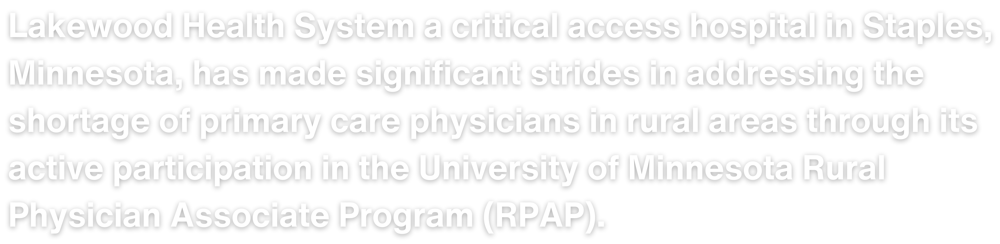 Lakewood Health System a critical access hospital in Staples,
Minnesota, has made significant strides in addressing the
shortage of primary care physicians in rural areas through its
active participation in the University of Minnesota Rural
Physician Associate Program (RPAP).